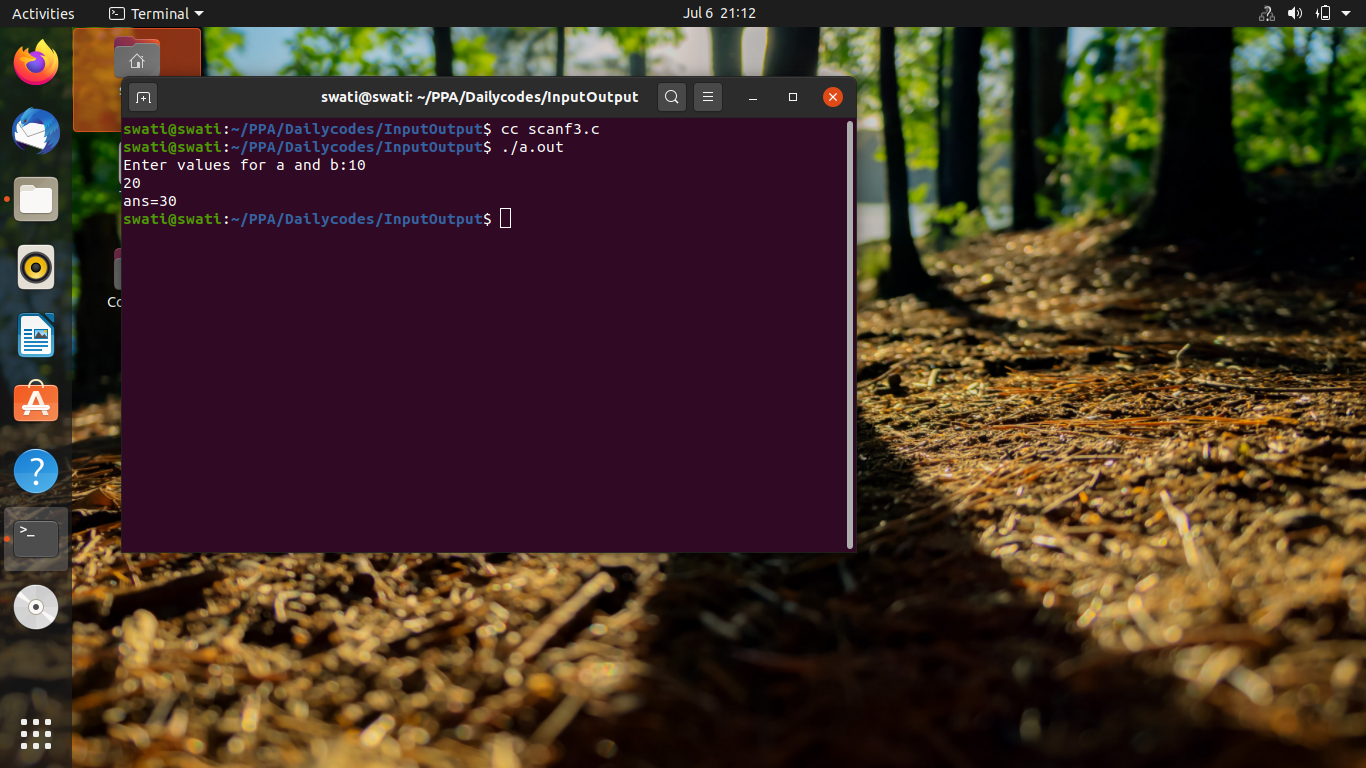 Activities
Terminal
Jul 6 21:12
swati@swati: ~/PPA/Dailycodes/InputOutput
swati@swati:~/PPA/Dailycodes/InputOutput$ cc scanf3.c
swati@swati:~/PPA/Dailycodes/InputOutput$ ./a.out
Enter values for a and b:10
20
ans=30
swati@swati:~/PPA/Dailycodes/InputOutput$